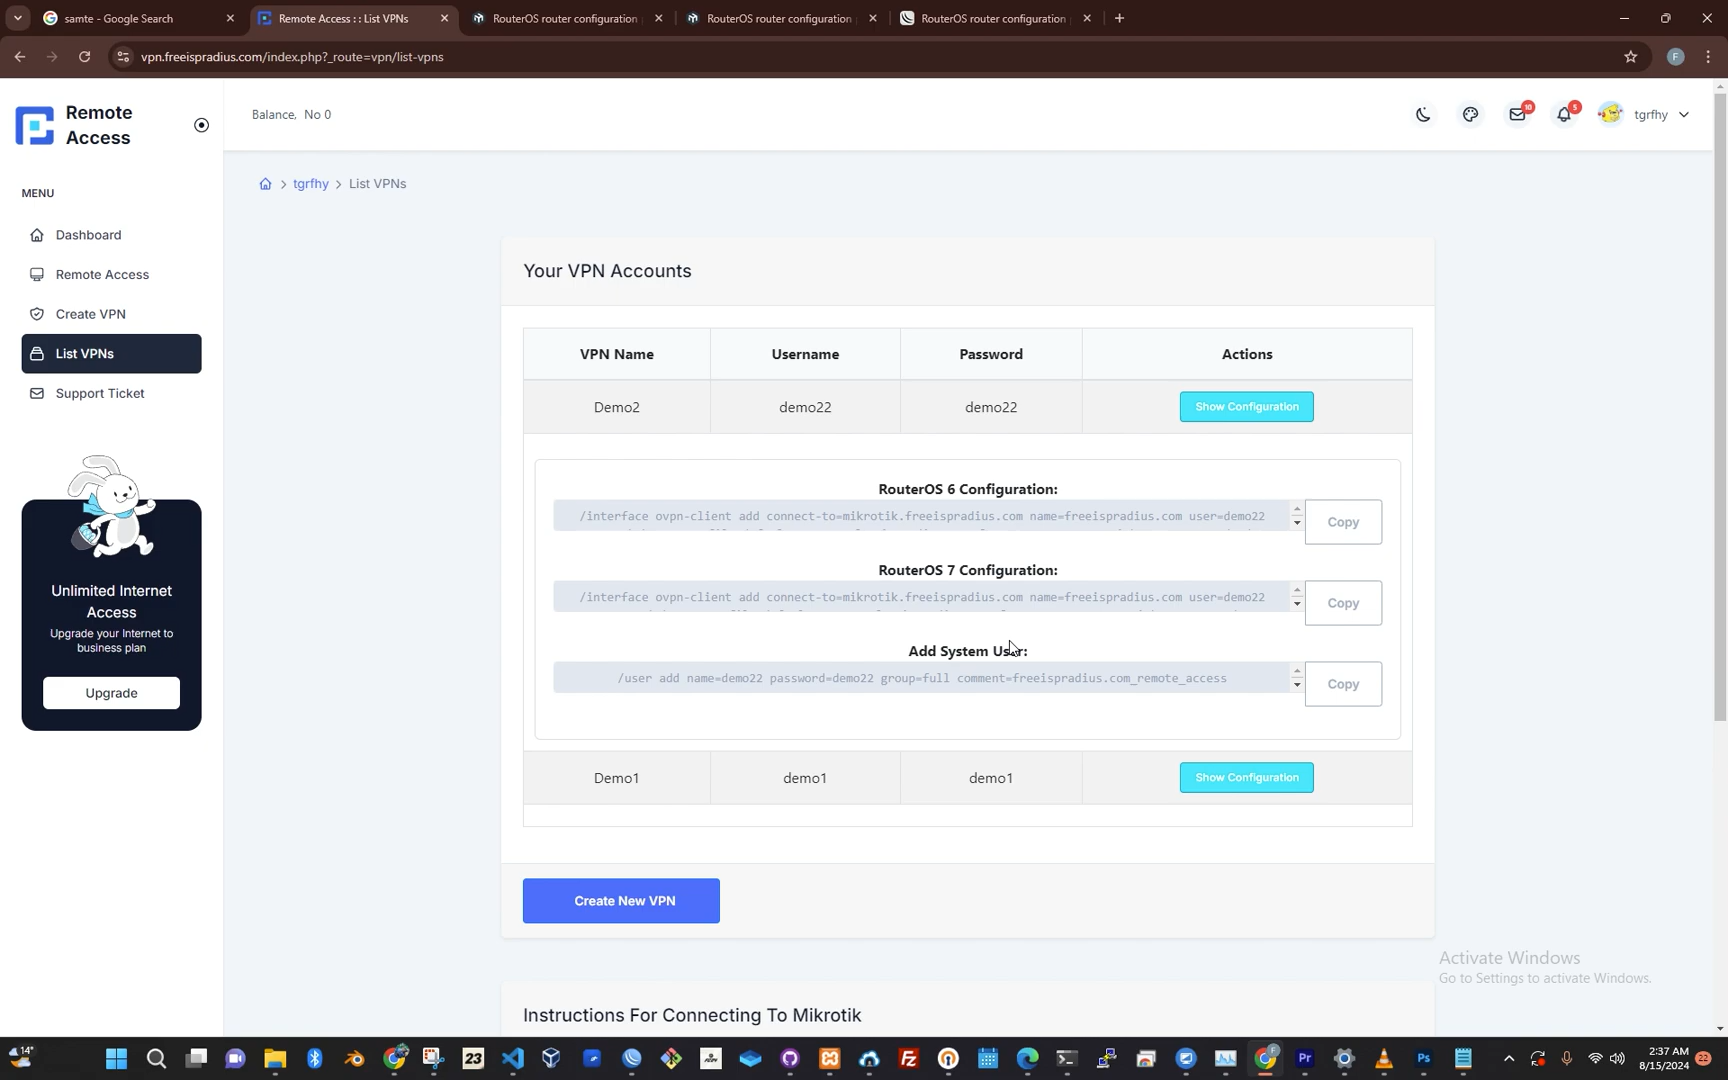 samte - Google Search
Remote Access :: List VPNs
RouterOS router configuration
RouterOS router configuration
RouterOS router configuration
vpn.freeispradius.com/index.php?_route=vpn/list-vpns
F
Remote
Access
Balance, No 0
10
5
tgrfhy
tgrfhy > List VPNs
MENU
Dashboard
Remote Access
Create VPN
List VPNs
Support Ticket
Unlimited Internet
Access
Upgrade your Internet to
business plan
Upgrade
Your VPN Accounts
VPN Name Username Password Actions
Demo2 demo22 demo22 Show Configuration
RouterOS 6 Configuration:
/interface ovpn-client add connect-to=mikrotik.freeispradius.com name=freeispradius.com user=demo22
Copy
RouterOS 7 Configuration:
/interface ovpn-client add connect-to=mikrotik.freeispradius.com name=freeispradius.com user=demo22
Copy
Add System User:
/user add name=demo22 password=demo22 group=full comment=freeispradius.com_remote_access
Copy
Demo1 demo1 demo1 Show Configuration
Create New VPN
Instructions For Connecting To Mikrotik
Activate Windows
Go to Settings to activate Windows.
14°
23
2:37 AM
8/15/2024
22